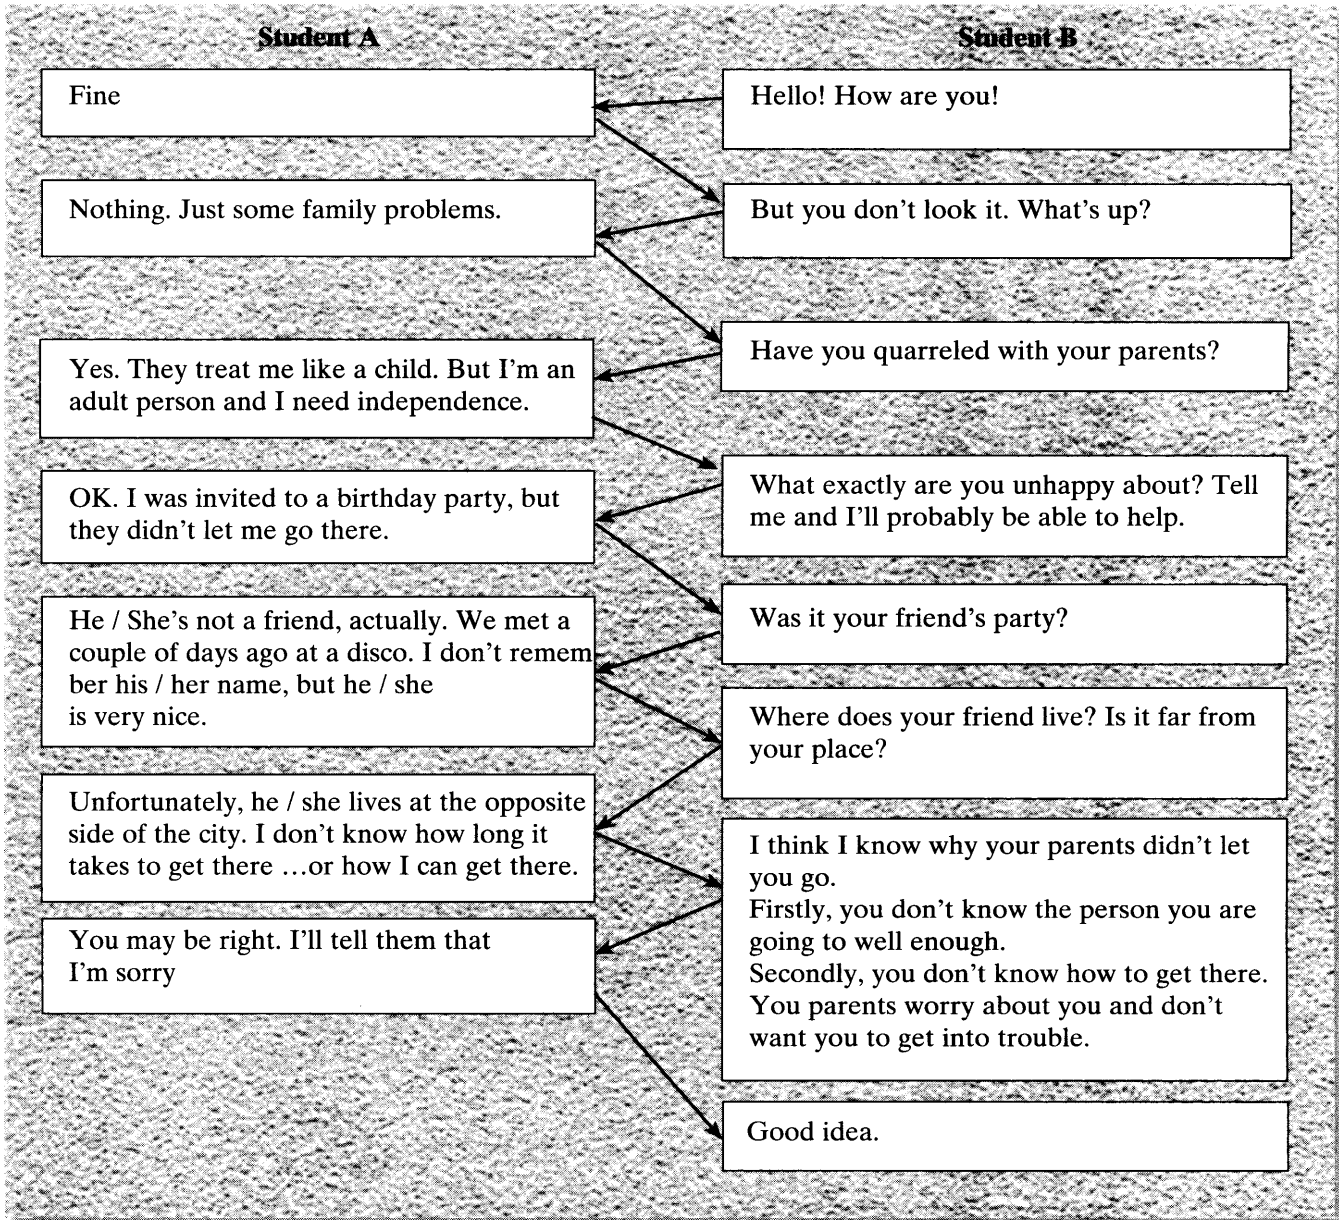 Student A
Student B
Hello! How are you!
Fine
But you don't look it. What's up?
Nothing. Just some family problems.
Have you quarreled with your parents?
Yes. They treat me like a child. But I'm an
adult person and I need independence.
What exactly are you unhappy about? Tell
me and I'll probably be able to help.
OK. I was invited to a birthday party, but
they didn't let me go there.
Was it your friend's party?
He / She's not a friend, actually. We met a
couple of days ago at a disco. I don't remem-
ber his / her name, but he / she
is very nice.
Where does your friend live? Is it far from
your place?
Unfortunately, he / she lives at the opposite
side of the city. I don't know how long it
takes to get there ...or how I can get there.
I think I know why your parents didn't let
you go.
Firstly, you don't know the person you are
going to well enough.
Secondly, you don't know how to get there.
You parents worry about you and don't
want you to get into trouble.
You may be right. I'll tell them that
I'm sorry
Good idea.